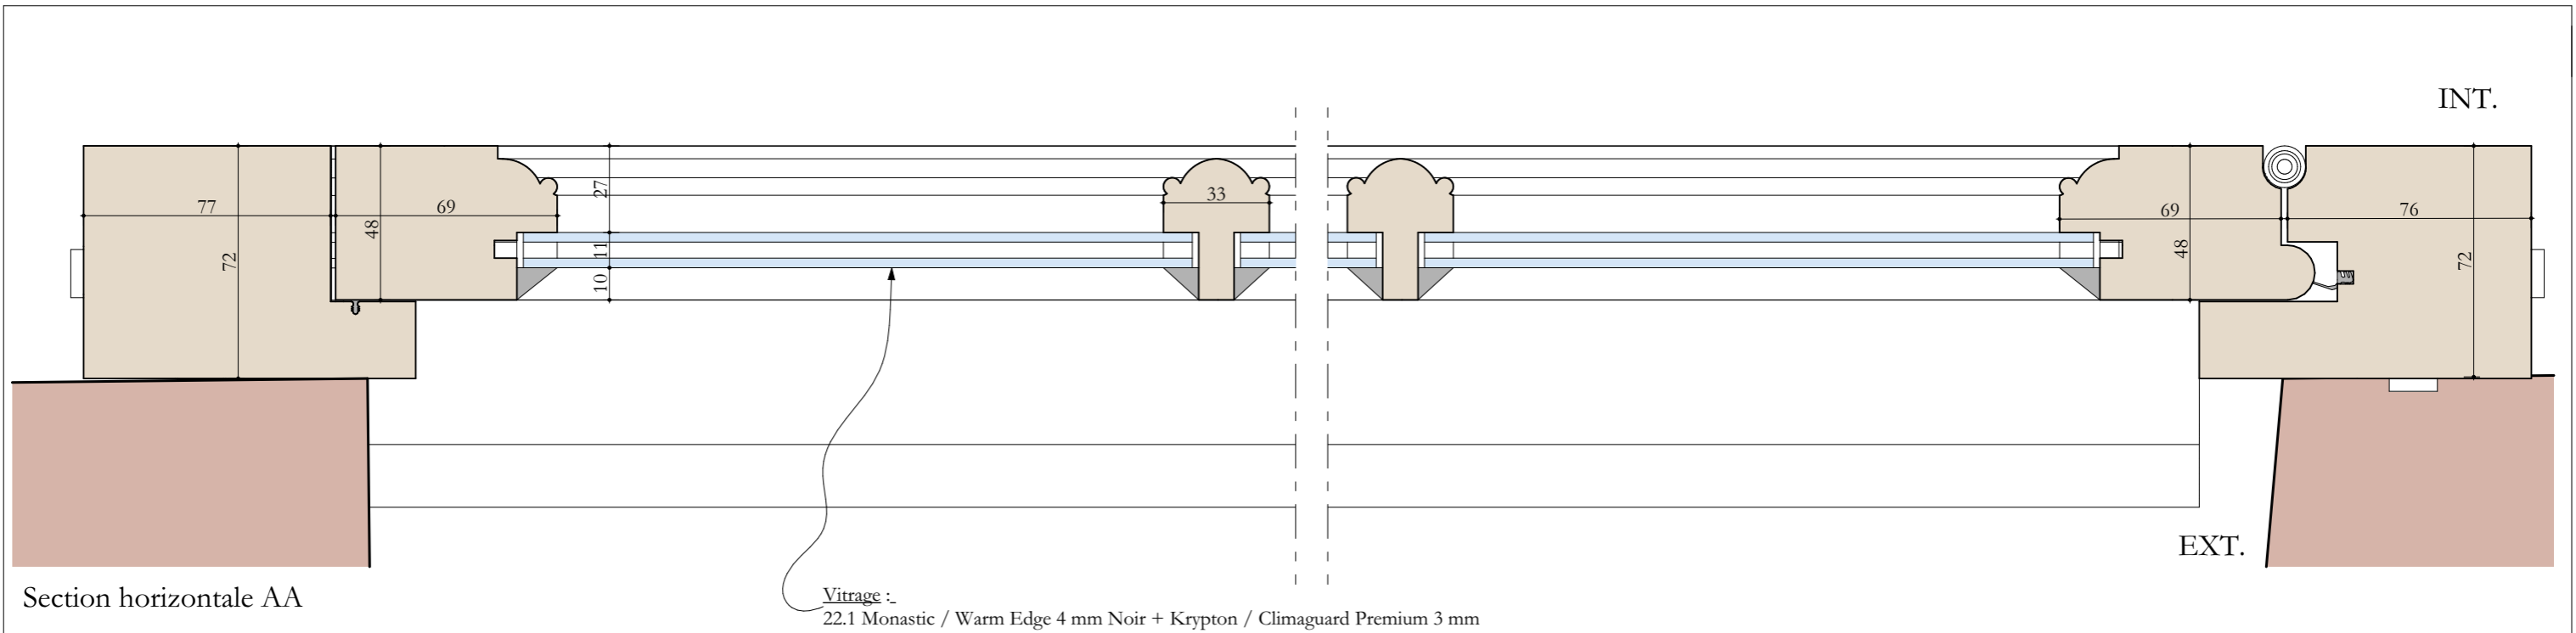 INT.
77
72
48
69
27
11
10
33
69
48
76
72
EXT.
Section horizontale AA
Vitrage :
22.1 Monastic / Warm Edge 4 mm Noir + Krypton / Climaguard Premium 3 mm